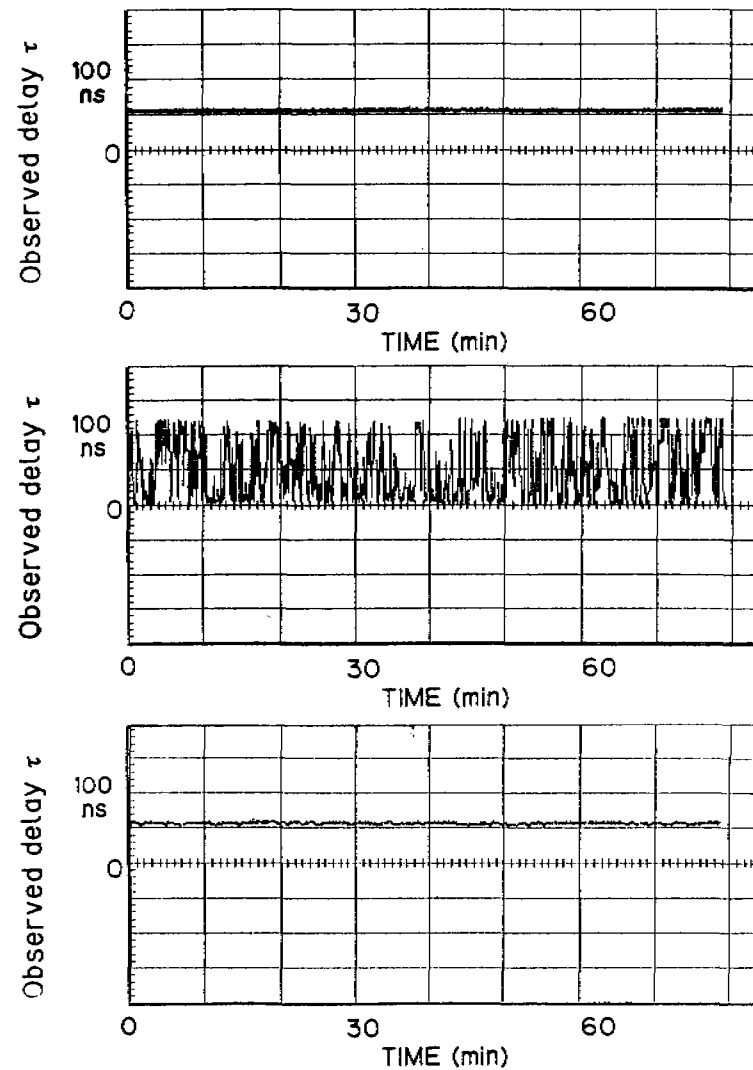 Observed delay τ
100
ns
0
0 30 60
TIME (min)
Observed delay τ
100
ns
0
0 30 60
TIME (min)
Observed delay τ
100
ns
0
0 30 60
TIME (min)